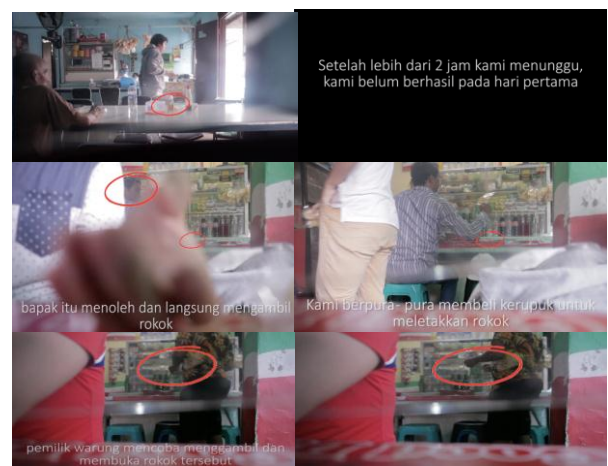 Setelah lebih dari 2 jam kami menunggu,
kami belum berhasil pada hari pertama
bapak itu menoleh dan langsung mengambil
rokok
Kami berpura- pura membeli kerupuk untuk
meletakkan rokok
pemilik warung mencoba menggambil dan
membuka rokok tersebut